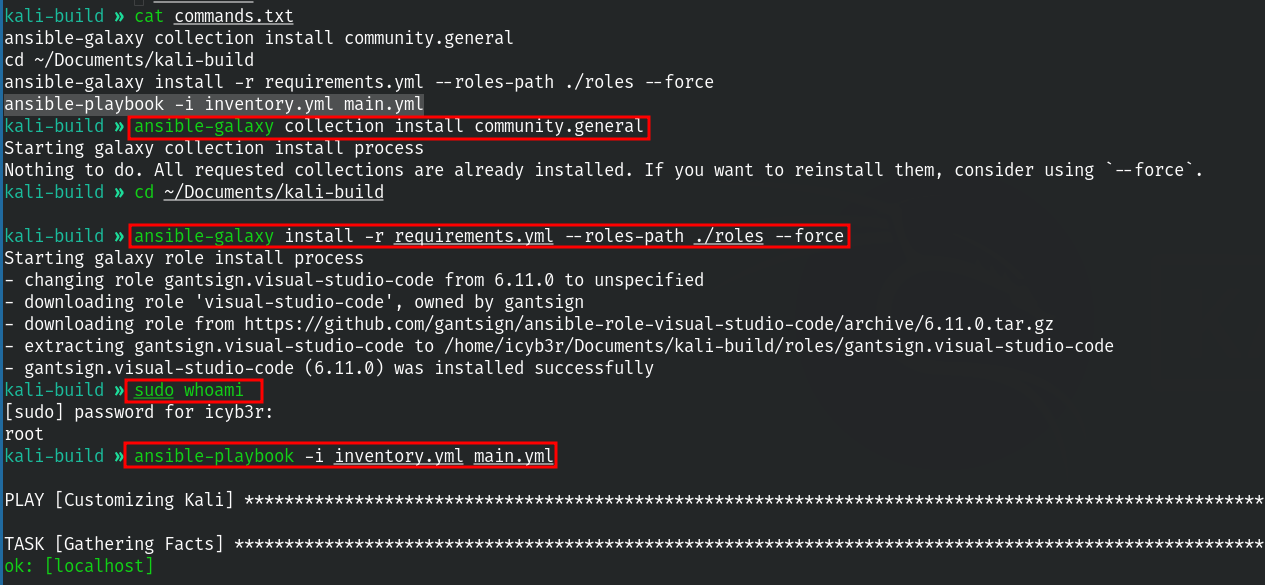 kali-build » cat commands.txt
ansible-galaxy collection install community.general
cd ~/Documents/kali-build
ansible-galaxy install -r requirements.yml --roles-path ./roles --force
ansible-playbook -i inventory.yml main.yml
kali-build » ansible-galaxy collection install community.general
Starting galaxy collection install process
Nothing to do. All requested collections are already installed. If you want to reinstall them, consider using `--force`.
kali-build » cd ~/Documents/kali-build
kali-build » ansible-galaxy install -r requirements.yml --roles-path ./roles --force
Starting galaxy role install process
- changing role gantsign.visual-studio-code from 6.11.0 to unspecified
- downloading role 'visual-studio-code', owned by gantsign
- downloading role from https://github.com/gantsign/ansible-role-visual-studio-code/archive/6.11.0.tar.gz
- extracting gantsign.visual-studio-code to /home/icyb3r/Documents/kali-build/roles/gantsign.visual-studio-code
- gantsign.visual-studio-code (6.11.0) was installed successfully
kali-build » sudo whoami
[sudo] password for icyb3r:
root
kali-build » ansible-playbook -i inventory.yml main.yml
PLAY [Customizing Kali] ******************************************************************************************************
TASK [Gathering Facts] *******************************************************************************************************
ok: [localhost]